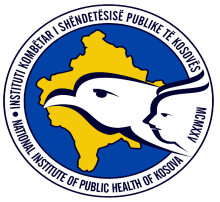 INSTITUTI KOMBËTAR I SHËNDETËSISË PUBLIKE TË KOSOVËS
MCMXXV
• NATIONAL INSTITUTE OF PUBLIC HEALTH OF KOSOVA